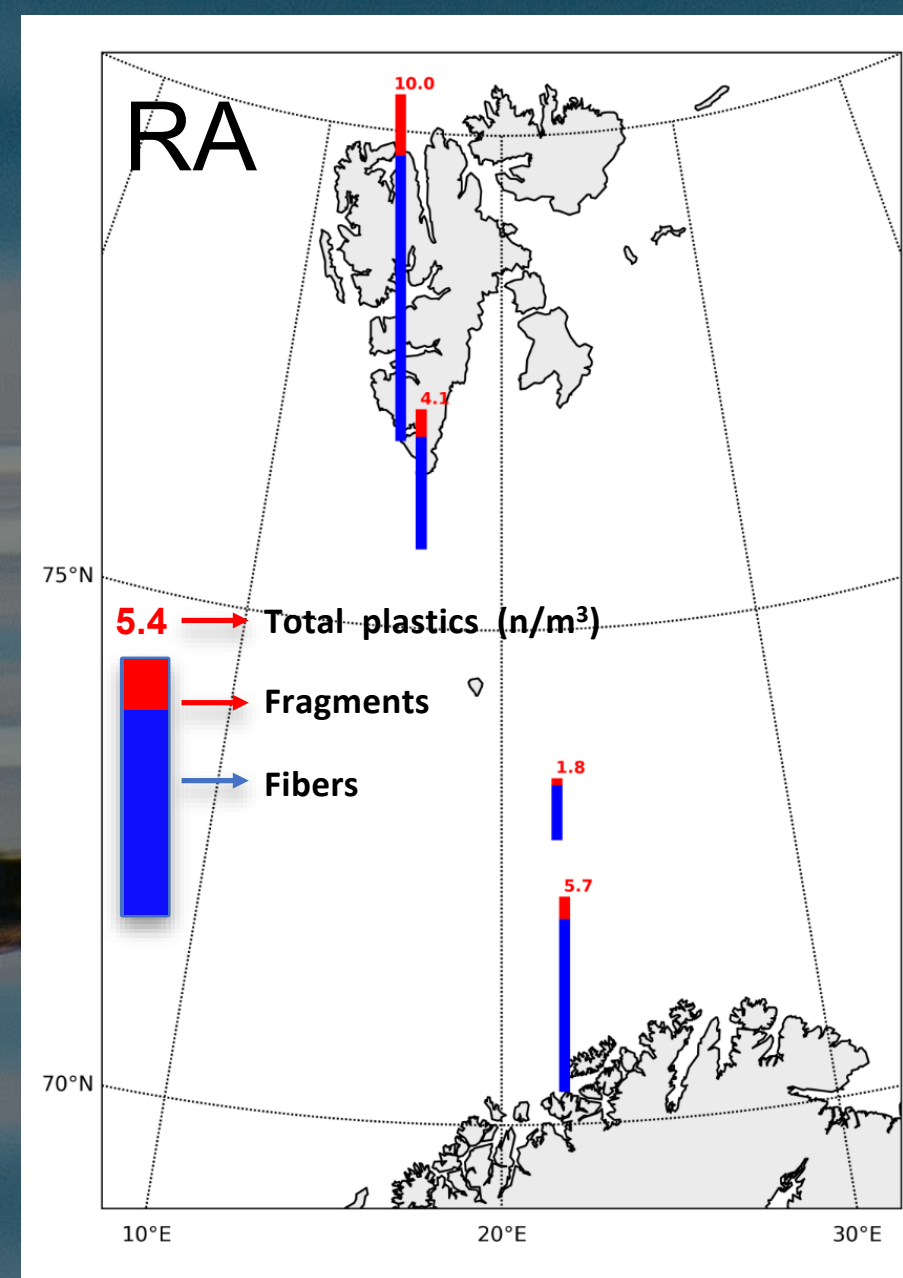 10.0
RA
4.1
75°N
5.4 Total plastics (n/m³)
Fragments
Fibers
1.8
5.7
70°N
10°E 20°E 30°E